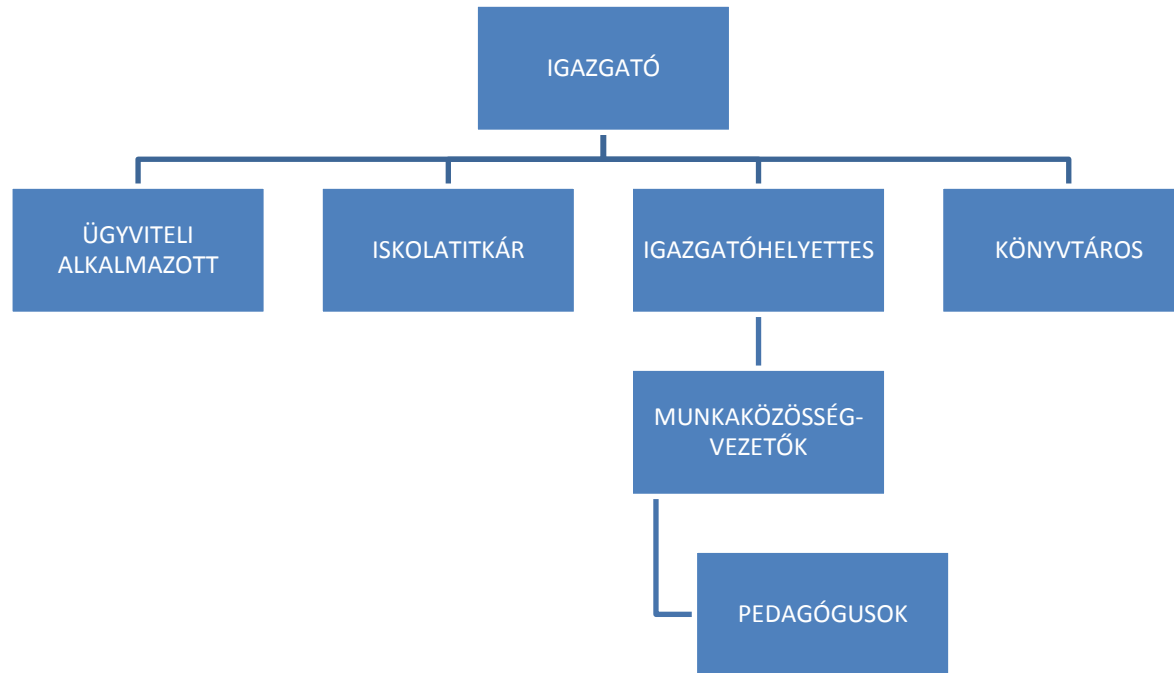 IGAZGATÓ
ÜGYVITELI
ALKALMAZOTT
ISKOLATITKÁR
IGAZGATÓHELYETTES
KÖNYVTÁROS
MUNKAKÖZÖSSÉG-
VEZETŐK
PEDAGÓGUSOK